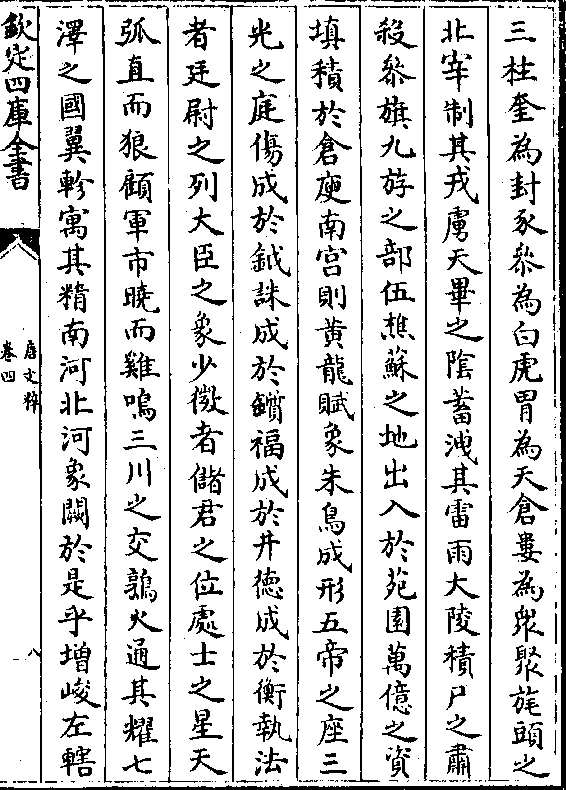 三柱奎為封豕參為白虎胃為天倉婁為衆聚旄頭之
北宰制其戎虜天畢之陰蓄洩其雷雨大陵積尸之肅
殺參旗九斿之部伍樵蘇之地出入於苑囿萬億之資
填積於倉庾南宫則黄龍賦象朱鳥成形五帝之座三
光之庭傷成於鉞誅成於鑕福成於井德成於衡執法
者廷尉之列大臣之象少微者儲君之位處士之星天
弧直而狼顧軍市曉而雞鳴三川之交鶉火通其耀七
澤之國翼軫寓其精南河北河象闕於是乎增峻左轄
欽定四庫全書
唐文粹
卷四
八